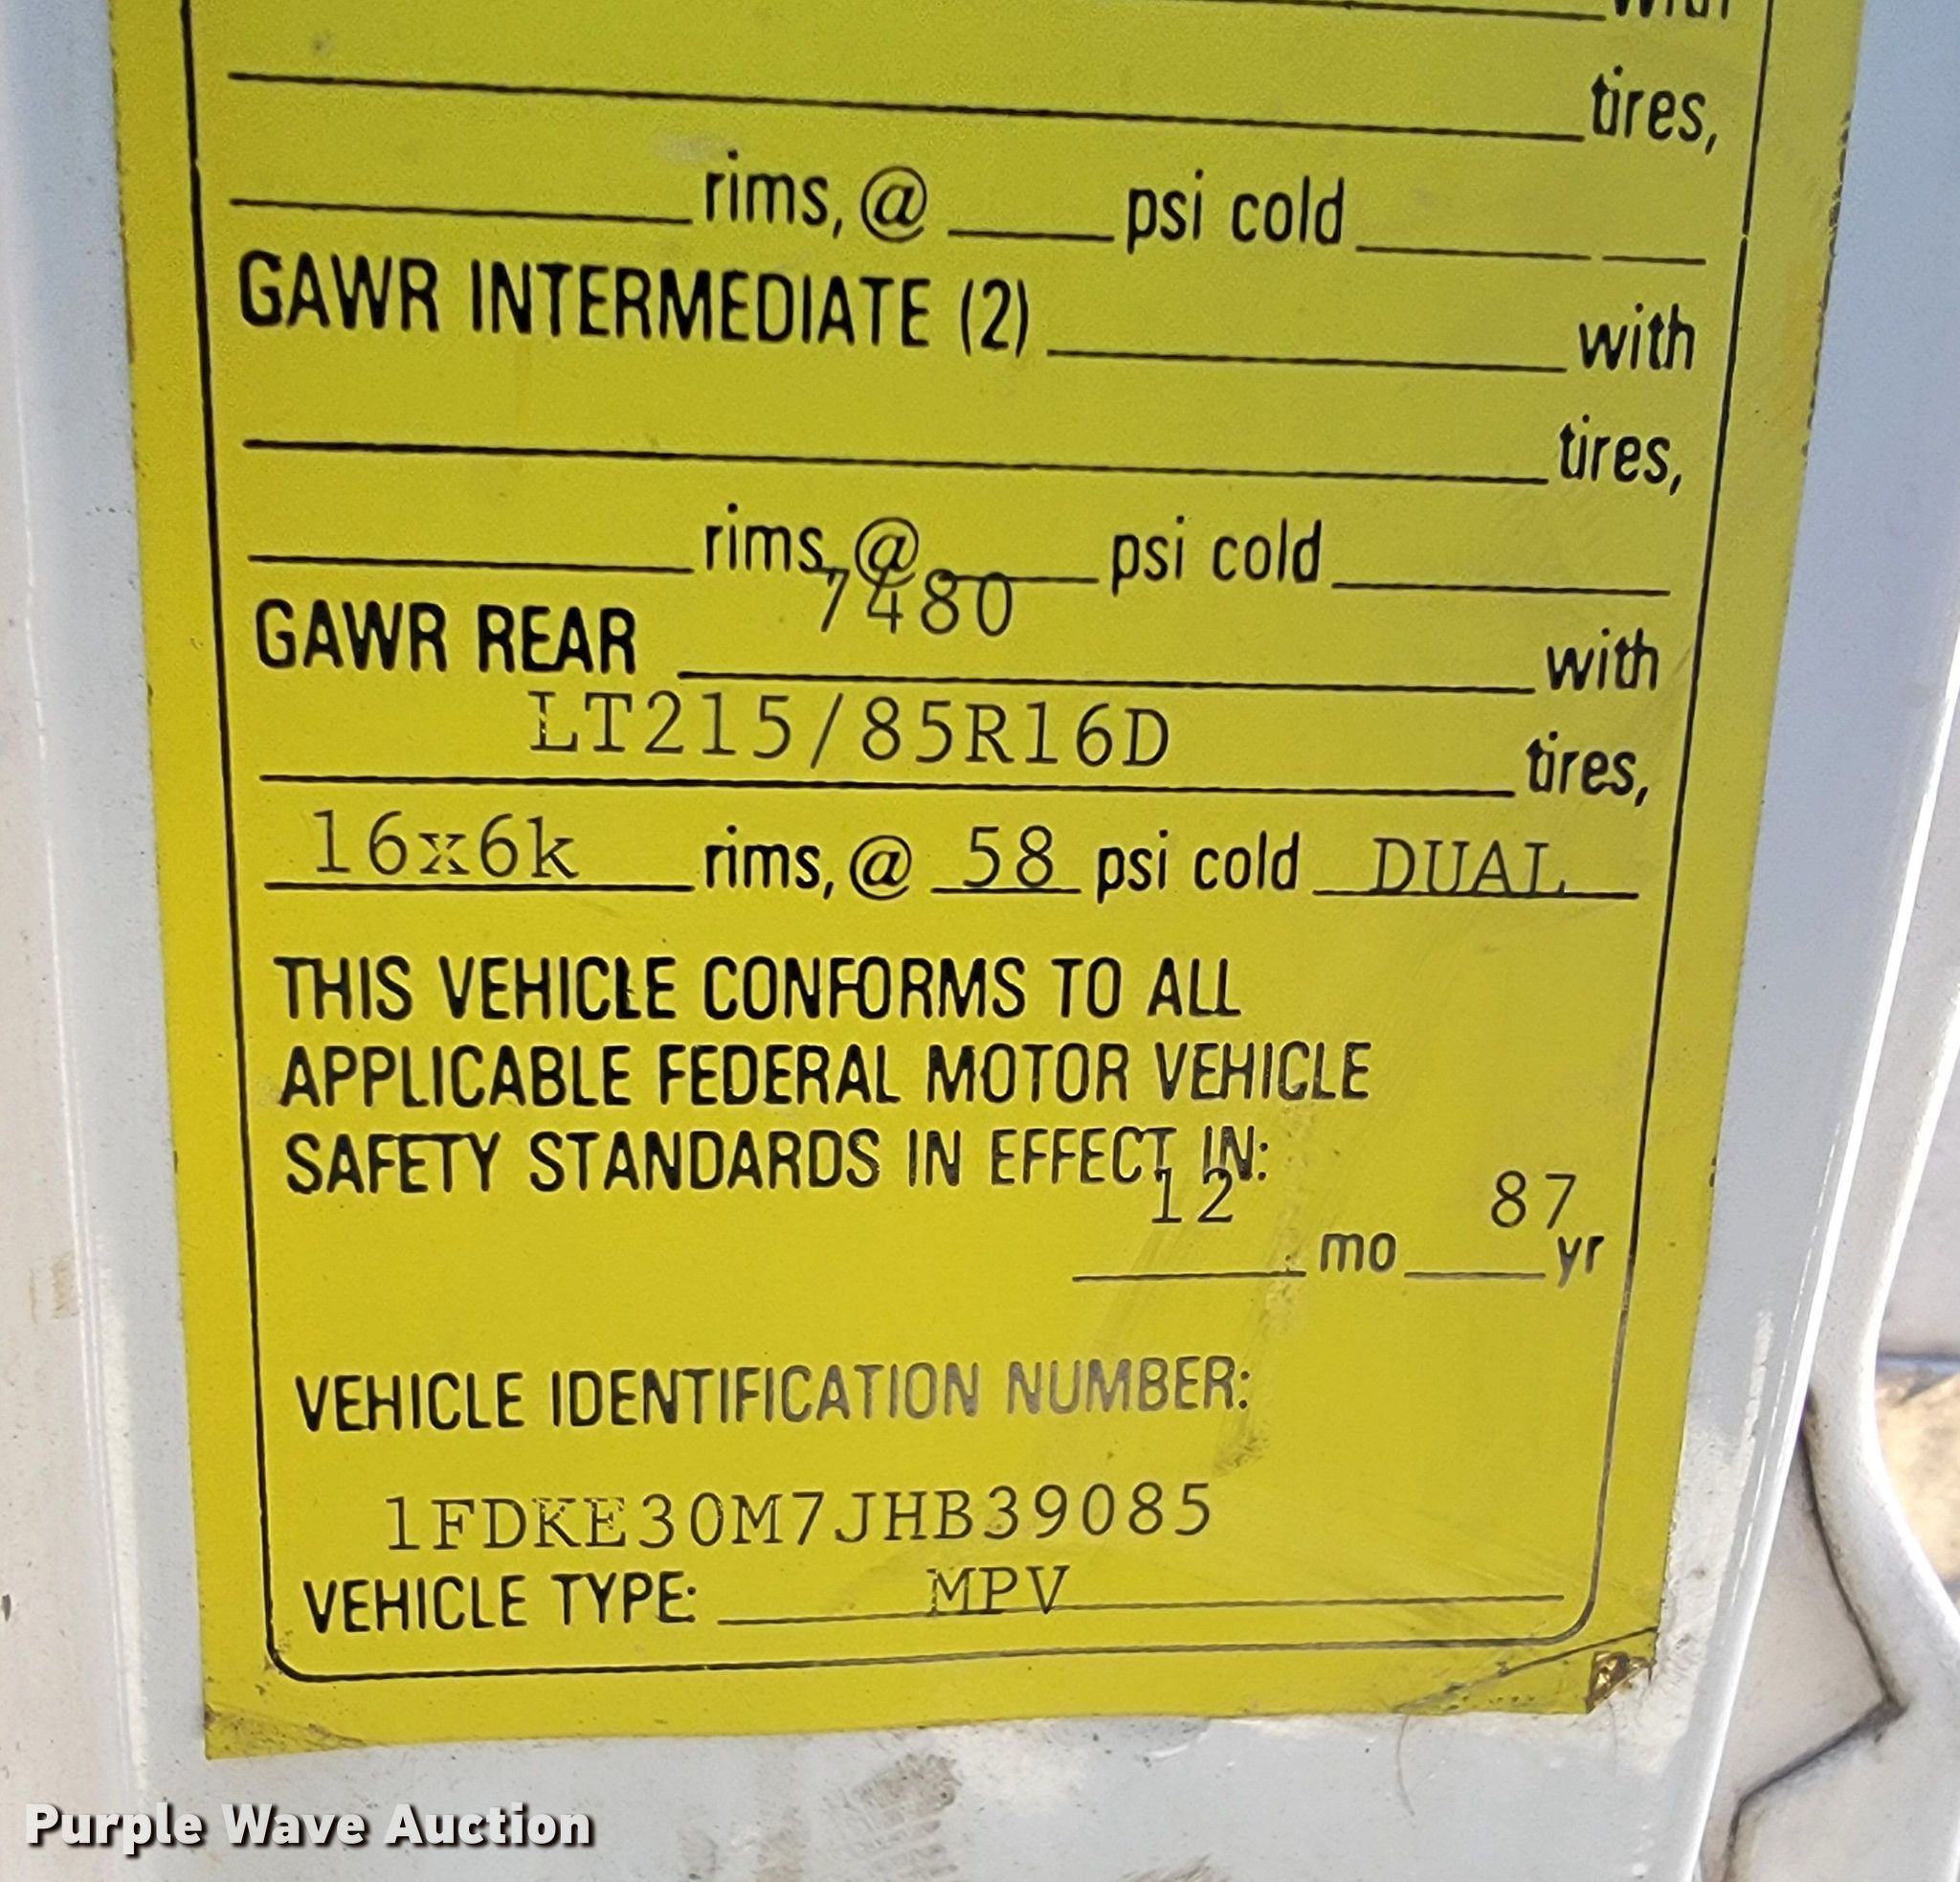 with
tires,
rims, @ psi cold
GAWR INTERMEDIATE (2) with
tires,
rims, @ psi cold
GAWR REAR 7480 with
LT215/85R16D tires,
16x6k rims, @ 58 psi cold DUAL
THIS VEHICLE CONFORMS TO ALL
APPLICABLE FEDERAL MOTOR VEHICLE
SAFETY STANDARDS IN EFFECT IN:
12 mo 87 yr
VEHICLE IDENTIFICATION NUMBER:
1FDKE30M7JHB39085
VEHICLE TYPE: MPV
Purple Wave Auction